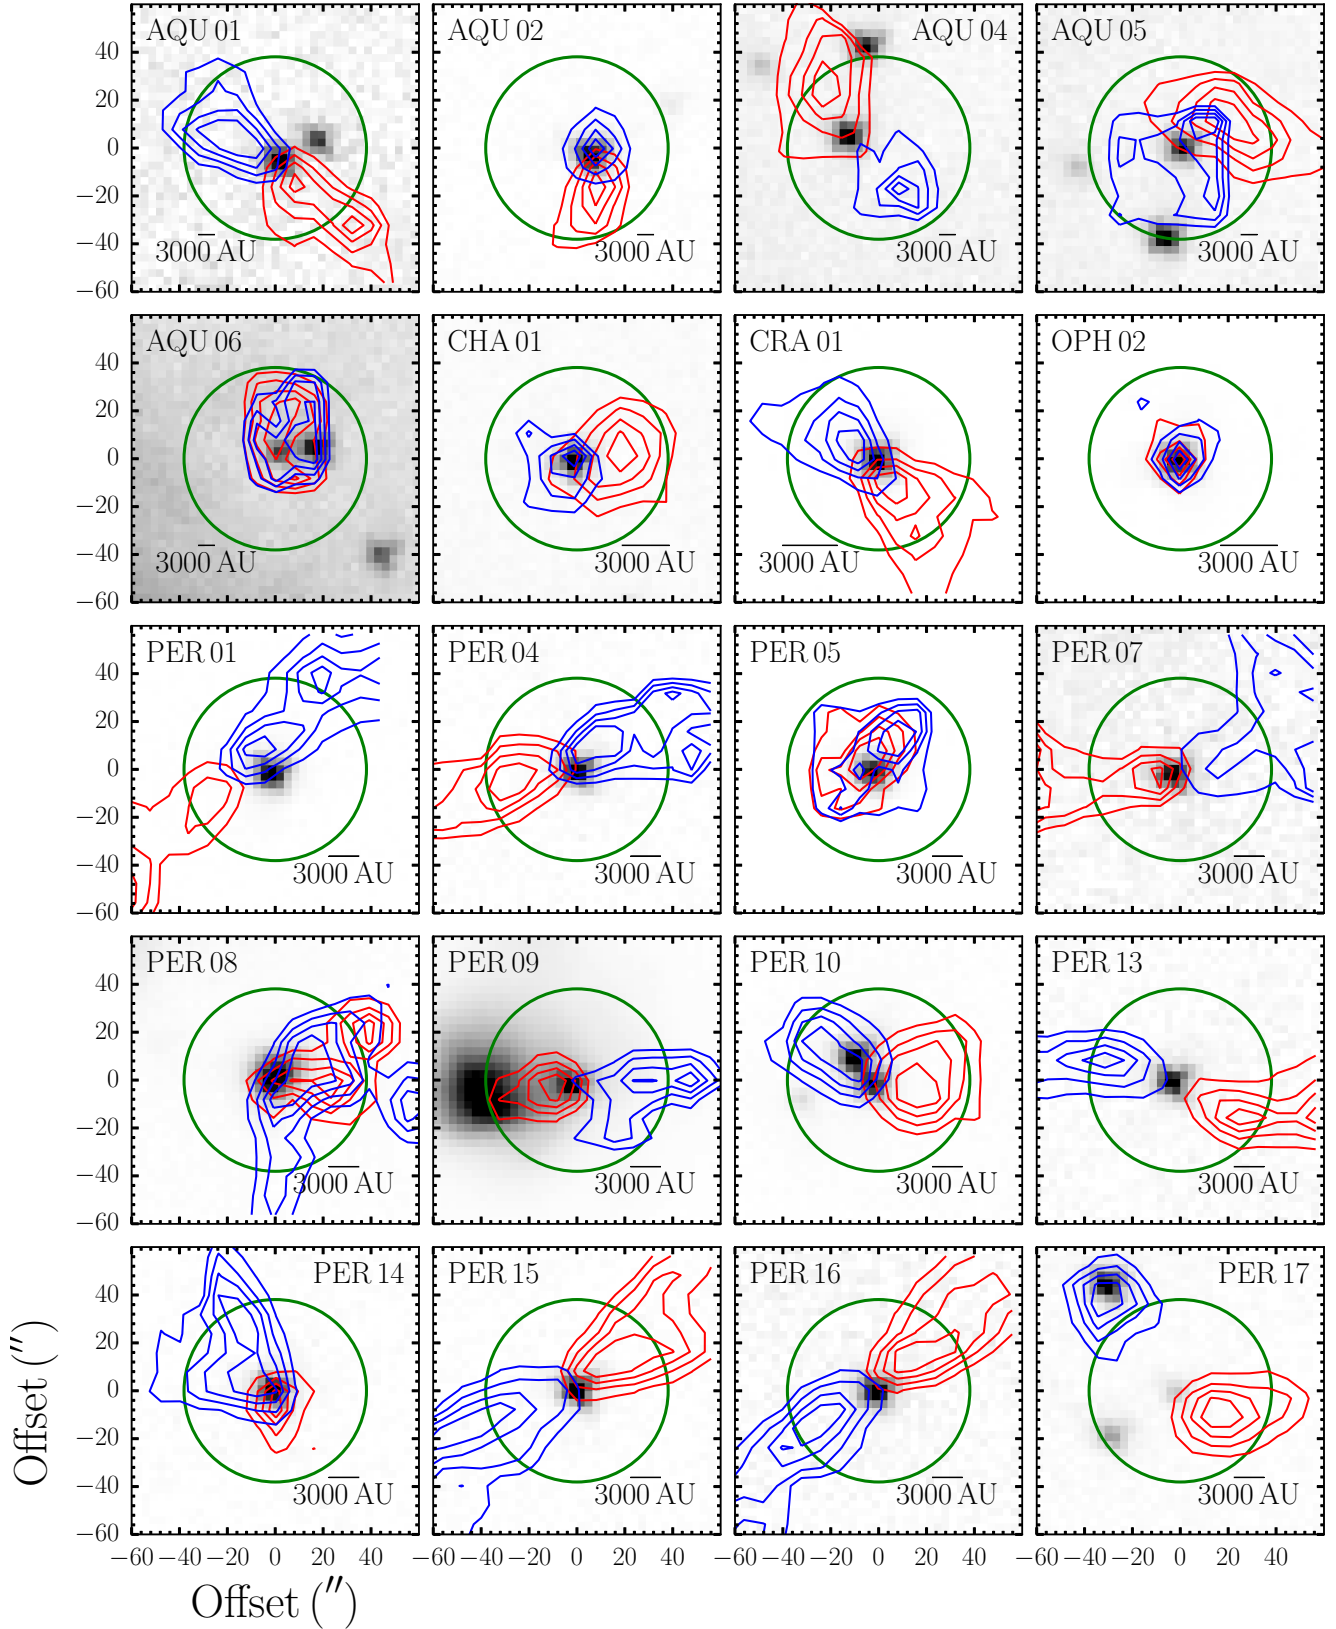 AQU 01 AQU 02 AQU 04 AQU 05
40
20
0
−20
−40
−60
3000 AU 3000 AU 3000 AU 3000 AU
AQU 06 CHA 01 CRA 01 OPH 02
40
20
0
−20
−40
−60
3000 AU 3000 AU 3000 AU 3000 AU
PER 01 PER 04 PER 05 PER 07
40
20
0
−20
−40
−60
3000 AU 3000 AU 3000 AU 3000 AU
PER 08 PER 09 PER 10 PER 13
40
20
0
−20
−40
−60
3000 AU 3000 AU 3000 AU 3000 AU
PER 14 PER 15 PER 16 PER 17
40
20
0
−20
−40
−60
3000 AU 3000 AU 3000 AU 3000 AU
−60 −40 −20 0 20 40 −60 −40 −20 0 20 40 −60 −40 −20 0 20 40 −60 −40 −20 0 20 40
Offset (″)
Offset (″)